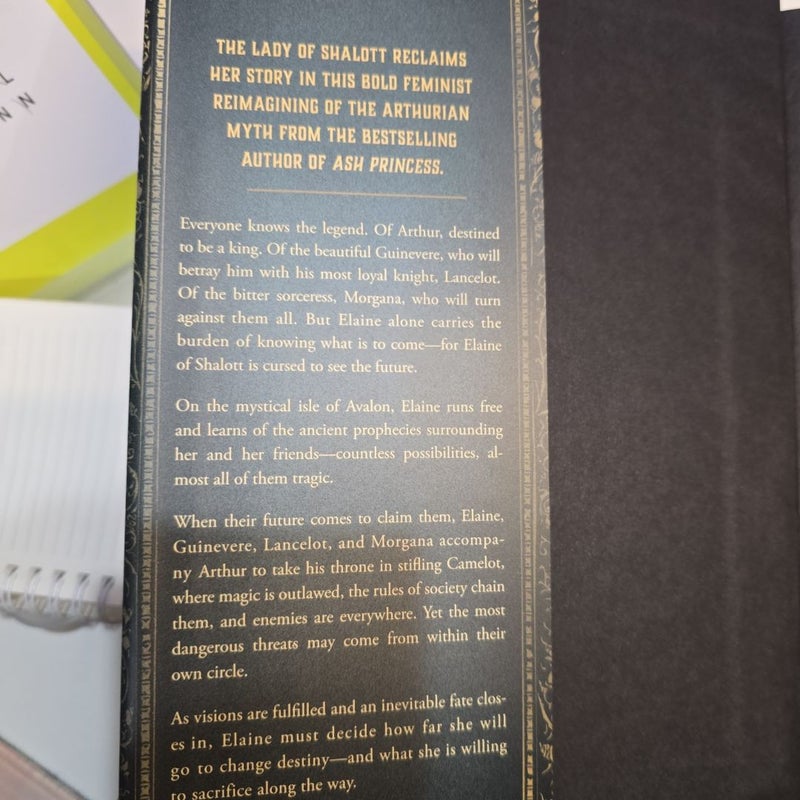 L
N N
THE LADY OF SHALOTT RECLAIMS
HER STORY IN THIS BOLD FEMINIST
REIMAGINING OF THE ARTHURIAN
MYTH FROM THE BESTSELLING
AUTHOR OF ASH PRINCESS.
Everyone knows the legend. Of Arthur, destined
to be a king. Of the beautiful Guinevere, who will
betray him with his most loyal knight, Lancelot.
Of the bitter sorceress, Morgana, who will turn
against them all. But Elaine alone carries the
burden of knowing what is to come—for Elaine
of Shalott is cursed to see the future.
On the mystical isle of Avalon, Elaine runs free
and learns of the ancient prophecies surrounding
her and her friends—countless possibilities, al-
most all of them tragic.
When their future comes to claim them, Elaine,
Guinevere, Lancelot, and Morgana accompa-
ny Arthur to take his throne in stifling Camelot,
where magic is outlawed, the rules of society chain
them, and enemies are everywhere. Yet the most
dangerous threats may come from within their
own circle.
As visions are fulfilled and an inevitable fate clos-
es in, Elaine must decide how far she will
go to change destiny—and what she is willing
to sacrifice along the way.